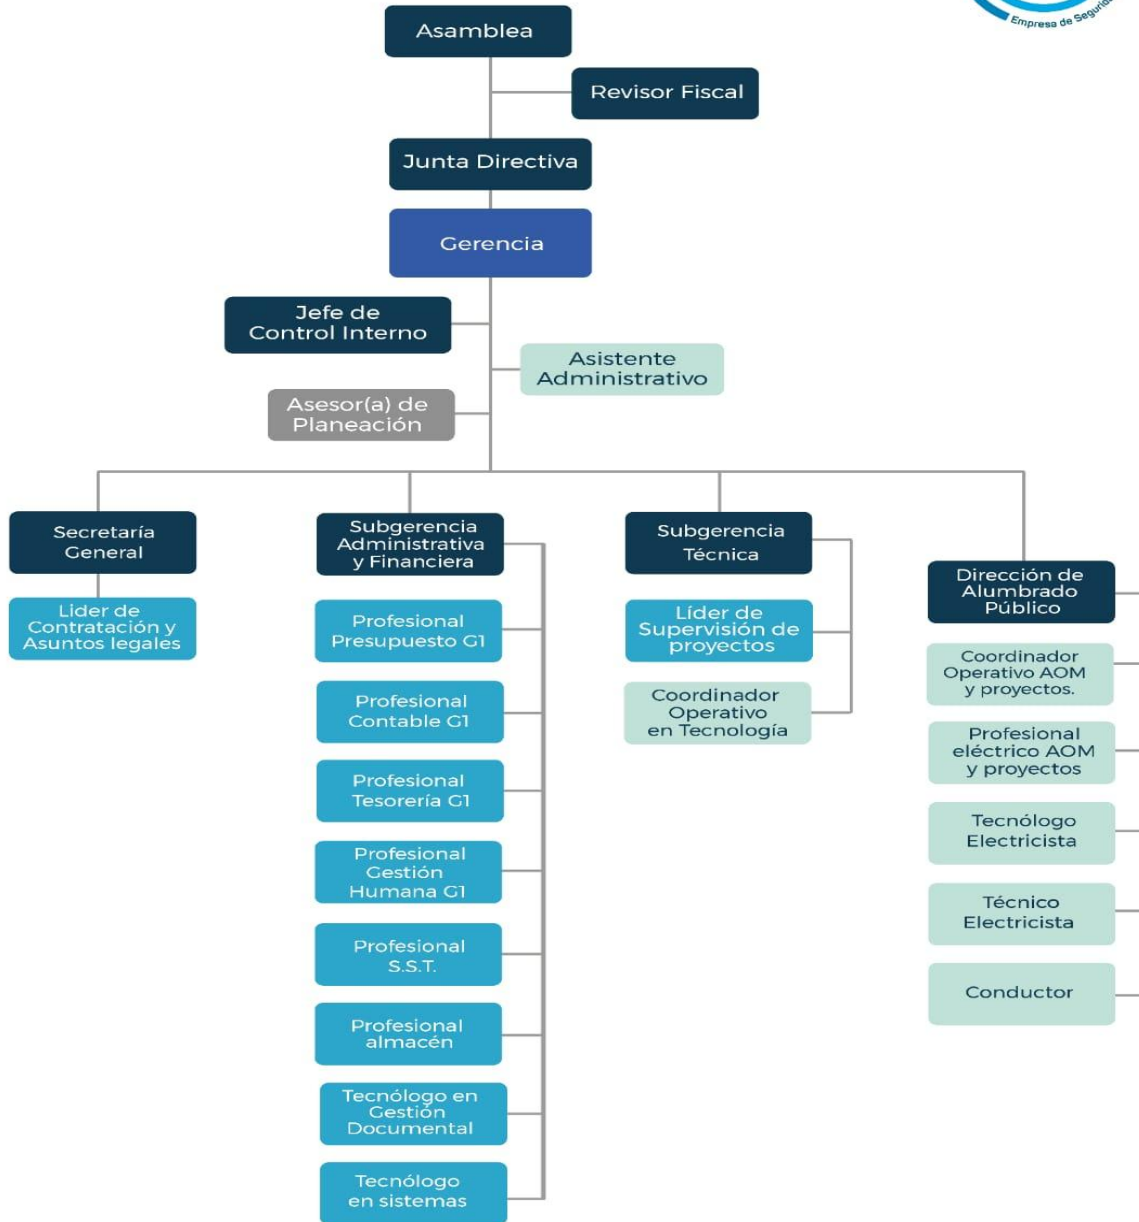 Empresa de
Asamblea
Revisor Fiscal
Junta Directiva
Gerencia
Jefe de
Control Interno
Asistente
Administrativo
Asesor(a) de
Planeación
Secretaría
General
Lider de
Contratación y
Asuntos legales
Subgerencia
Administrativa
y Financiera
Profesional
Presupuesto G1
Profesional
Contable G1
Profesional
Tesorería G1
Profesional
Gestión
Humana G1
Profesional
S.S.T.
Profesional
almacén
Tecnólogo en
Gestión
Documental
Tecnólogo
en sistemas
Subgerencia
Técnica
Líder de
Supervisión de
proyectos
Coordinador
Operativo
en Tecnología
Dirección de
Alumbrado
Público
Coordinador
Operativo AOM
y proyectos.
Profesional
eléctrico AOM
y proyectos
Tecnólogo
Electricista
Técnico
Electricista
Conductor